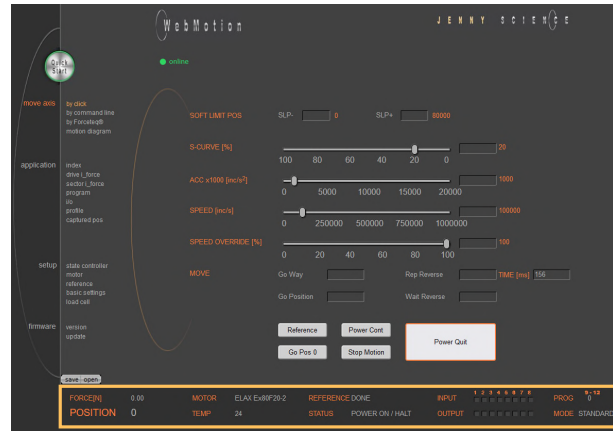 WebMotion
JENNY SCIENCE
Quick Start
online
move axis
by click
by command line
by Forceteq®
motion diagram
application
index
drive i_force
sector i_force
program
i/o
profile
captured pos
setup
state controller
motor
reference
basic settings
load cell
firmware
version
update
save open
SOFT LIMIT POS SLP- 0 SLP+ 80000
S-CURVE [%] 20
100 80 60 40 20 0
ACC x1000 [inc/s²] 1000
0 5000 10000 15000 20000
SPEED [inc/s] 100000
0 250000 500000 750000 1000000
SPEED OVERRIDE [%] 100
0 20 40 60 80 100
MOVE Go Way Rep Reverse TIME [ms] 156
Go Position Wait Reverse
Reference Power Cont Power Quit
Go Pos 0 Stop Motion
FORCE[N] 0.00 MOTOR ELAX Ex80F20-2 REFERENCE DONE INPUT 1 2 3 4 5 6 7 8 PROG 9-12 0
POSITION 0 TEMP 24 STATUS POWER ON / HALT OUTPUT MODE STANDARD